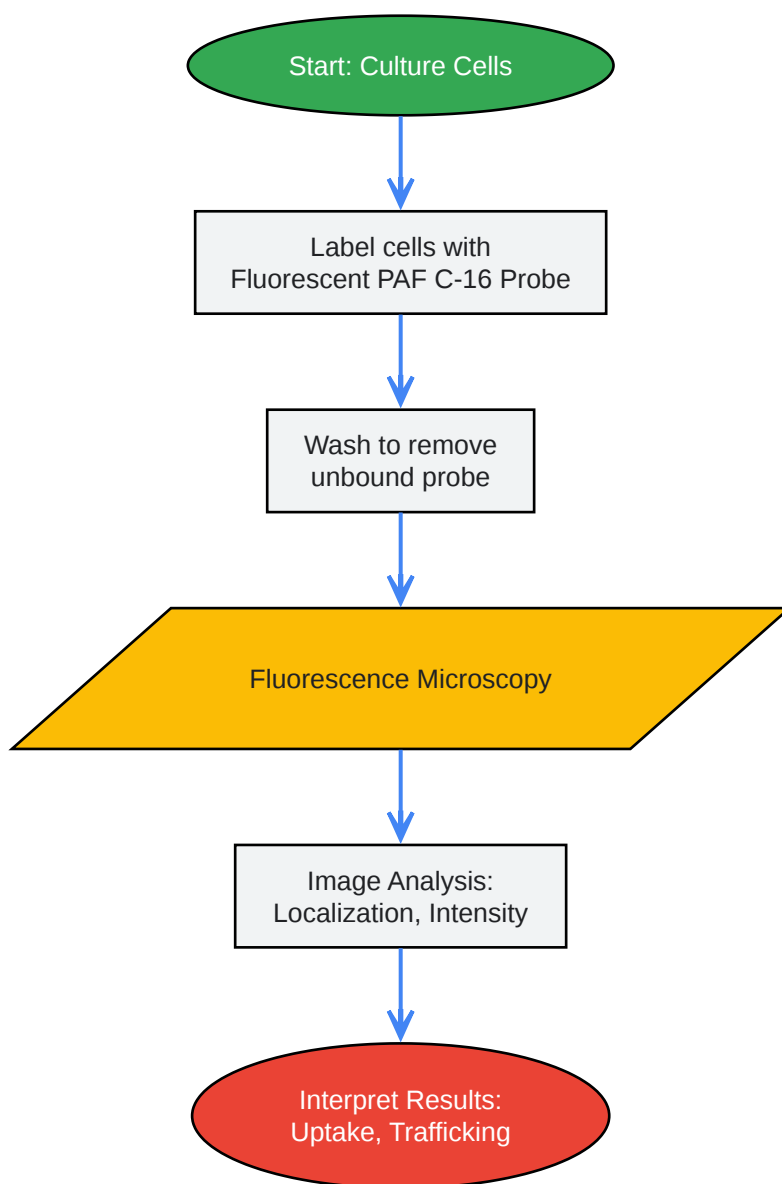 Start: Culture Cells
Label cells with
Fluorescent PAF C-16 Probe
Wash to remove
unbound probe
Fluorescence Microscopy
Image Analysis:
Localization, Intensity
Interpret Results:
Uptake, Trafficking